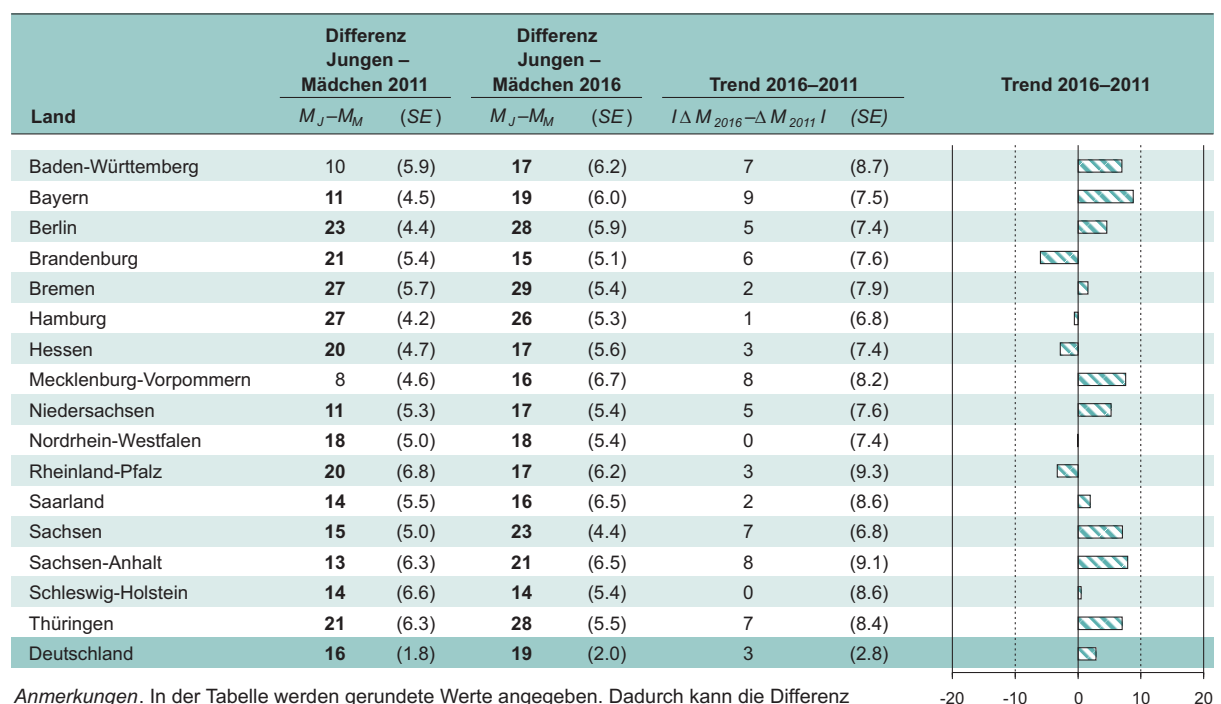 Differenz Differenz
Jungen – Jungen –
Mädchen 2011 Mädchen 2016 Trend 2016–2011 Trend 2016–2011
Land M J–M M (SE) M J–M M (SE) I Δ M 2016–Δ M 2011 I (SE)
Baden-Württemberg 10 (5.9) 17 (6.2) 7 (8.7)
Bayern 11 (4.5) 19 (6.0) 9 (7.5)
Berlin 23 (4.4) 28 (5.9) 5 (7.4)
Brandenburg 21 (5.4) 15 (5.1) 6 (7.6)
Bremen 27 (5.7) 29 (5.4) 2 (7.9)
Hamburg 27 (4.2) 26 (5.3) 1 (6.8)
Hessen 20 (4.7) 17 (5.6) 3 (7.4)
Mecklenburg-Vorpommern 8 (4.6) 16 (6.7) 8 (8.2)
Niedersachsen 11 (5.3) 17 (5.4) 5 (7.6)
Nordrhein-Westfalen 18 (5.0) 18 (5.4) 0 (7.4)
Rheinland-Pfalz 20 (6.8) 17 (6.2) 3 (9.3)
Saarland 14 (5.5) 16 (6.5) 2 (8.6)
Sachsen 15 (5.0) 23 (4.4) 7 (6.8)
Sachsen-Anhalt 13 (6.3) 21 (6.5) 8 (9.1)
Schleswig-Holstein 14 (6.6) 14 (5.4) 0 (8.6)
Thüringen 21 (6.3) 28 (5.5) 7 (8.4)
Deutschland 16 (1.8) 19 (2.0) 3 (2.8)
Anmerkungen. In der Tabelle werden gerundete Werte angegeben. Dadurch kann die Differenz -20 -10 0 10 20